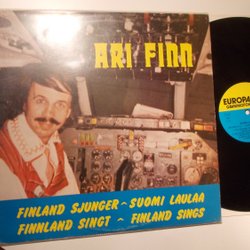 ARI FINN
FINLAND SJUNGER - SUOMI LAULAA
FINNLAND SINGT - FINLAND SINGS
EUROPA